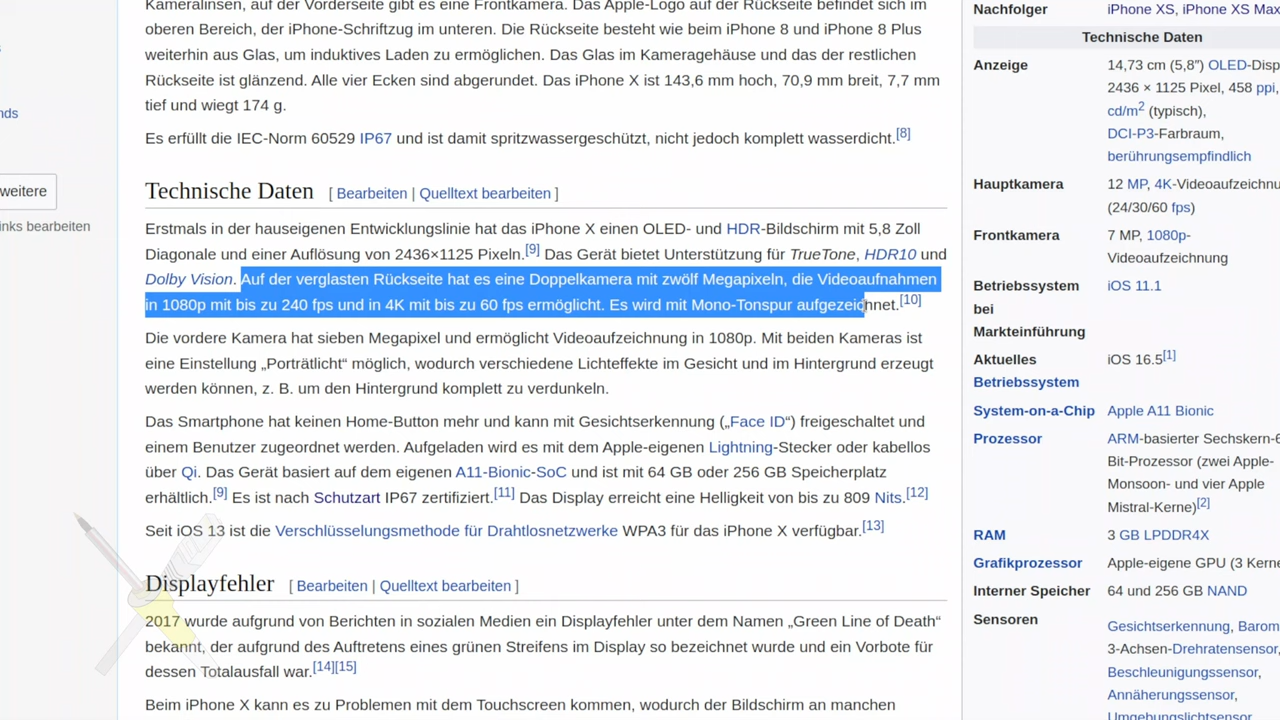 Kameralinsen, auf der Vorderseite gibt es eine Frontkamera. Das Apple-Logo auf der Rückseite befindet sich im
oberen Bereich, der iPhone-Schriftzug im unteren. Die Rückseite besteht wie beim iPhone 8 und iPhone 8 Plus
weiterhin aus Glas, um induktives Laden zu ermöglichen. Das Glas im Kameragehäuse und das der restlichen
Rückseite ist glänzend. Alle vier Ecken sind abgerundet. Das iPhone X ist 143,6 mm hoch, 70,9 mm breit, 7,7 mm
tief und wiegt 174 g.
Es erfüllt die IEC-Norm 60529 IP67 und ist damit spritzwassergeschützt, nicht jedoch komplett wasserdicht.[8]
Technische Daten [ Bearbeiten | Quelltext bearbeiten ]
Erstmals in der hauseigenen Entwicklungslinie hat das iPhone X einen OLED- und HDR-Bildschirm mit 5,8 Zoll
Diagonale und einer Auflösung von 2436×1125 Pixeln.[9] Das Gerät bietet Unterstützung für TrueTone, HDR10 und
Dolby Vision. Auf der verglasten Rückseite hat es eine Doppelkamera mit zwölf Megapixeln, die Videoaufnahmen
in 1080p mit bis zu 240 fps und in 4K mit bis zu 60 fps ermöglicht. Es wird mit Mono-Tonspur aufgezeichnet.[10]
Die vordere Kamera hat sieben Megapixel und ermöglicht Videoaufzeichnung in 1080p. Mit beiden Kameras ist
eine Einstellung „Porträtlicht“ möglich, wodurch verschiedene Lichteffekte im Gesicht und im Hintergrund erzeugt
werden können, z. B. um den Hintergrund komplett zu verdunkeln.
Das Smartphone hat keinen Home-Button mehr und kann mit Gesichtserkennung („Face ID“) freigeschaltet und
einem Benutzer zugeordnet werden. Aufgeladen wird es mit dem Apple-eigenen Lightning-Stecker oder kabellos
über Qi. Das Gerät basiert auf dem eigenen A11-Bionic-SoC und ist mit 64 GB oder 256 GB Speicherplatz
erhältlich.[9] Es ist nach Schutzart IP67 zertifiziert.[11] Das Display erreicht eine Helligkeit von bis zu 809 Nits.[12]
Seit iOS 13 ist die Verschlüsselungsmethode für Drahtlosnetzwerke WPA3 für das iPhone X verfügbar.[13]
Displayfehler [ Bearbeiten | Quelltext bearbeiten ]
2017 wurde aufgrund von Berichten in sozialen Medien ein Displayfehler unter dem Namen „Green Line of Death“
bekannt, der aufgrund des Auftretens eines grünen Streifens im Display so bezeichnet wurde und ein Vorbote für
dessen Totalausfall war.[14][15]
Beim iPhone X kann es zu Problemen mit dem Touchscreen kommen, wodurch der Bildschirm an manchen
nds
weitere
inks bearbeiten
Nachfolger iPhone XS, iPhone XS Max
Technische Daten
Anzeige 14,73 cm (5,8″) OLED-Disp
2436 × 1125 Pixel, 458 ppi,
cd/m2 (typisch),
DCI-P3-Farbraum,
berührungsempfindlich
Hauptkamera 12 MP, 4K-Videoaufzeichnu
(24/30/60 fps)
Frontkamera 7 MP, 1080p-
Videoaufzeichnung
Betriebssystem iOS 11.1
bei
Markteinführung
Aktuelles iOS 16.5[1]
Betriebssystem
System-on-a-Chip Apple A11 Bionic
Prozessor ARM-basierter Sechskern-6
Bit-Prozessor (zwei Apple-
Monsoon- und vier Apple
Mistral-Kerne)[2]
RAM 3 GB LPDDR4X
Grafikprozessor Apple-eigene GPU (3 Kerne
Interner Speicher 64 und 256 GB NAND
Sensoren Gesichtserkennung, Barom
3-Achsen-Drehratensensor,
Beschleunigungssensor,
Annäherungssensor,
Umgebungslichtsensor